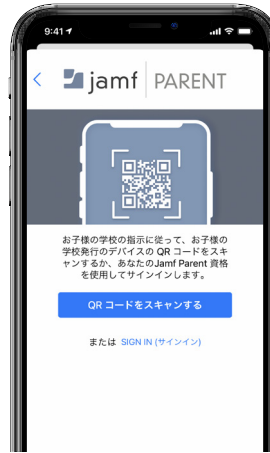 9:41
jamf PARENT
お子様の学校の指示に従って、お子様の
学校発行のデバイスの QR コードをスキ
ャンするか、あなたのJamf Parent 資格
を使用してサインインします。
QR コードをスキャンする
または SIGN IN (サインイン)